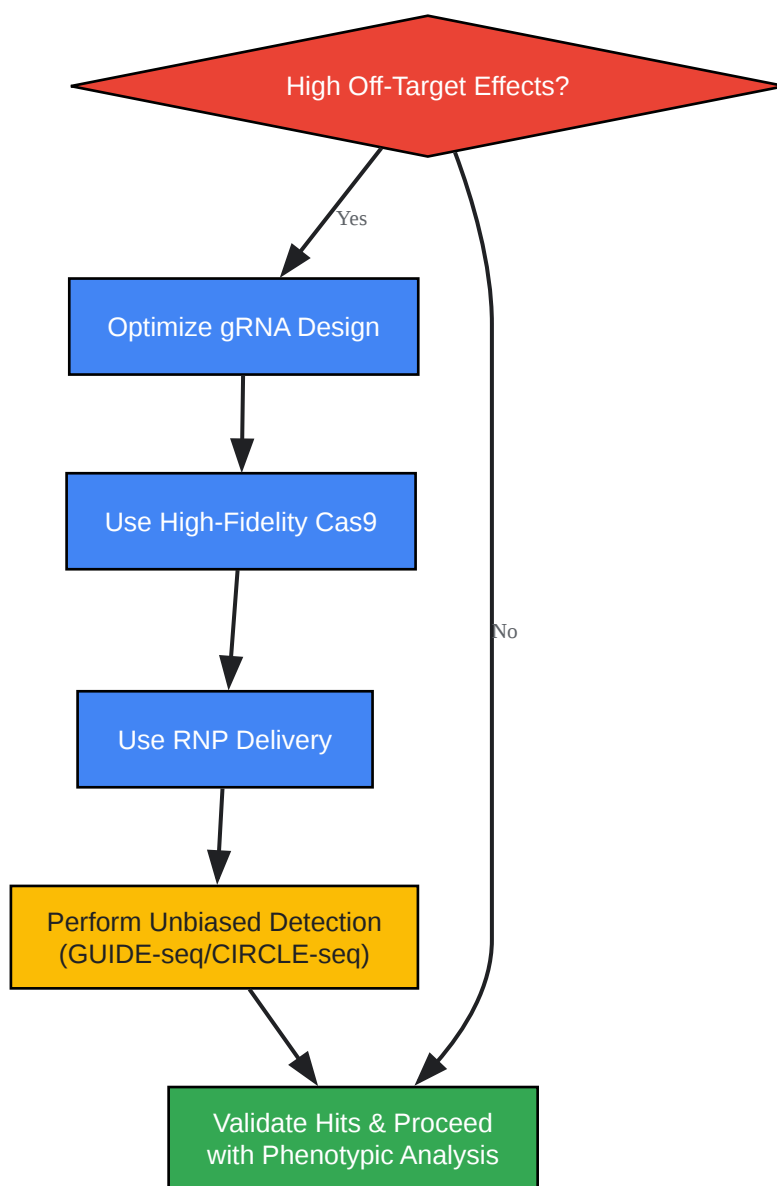 High Off-Target Effects?
Yes
Optimize gRNA Design
Use High-Fidelity Cas9
No
Use RNP Delivery
Perform Unbiased Detection
(GUIDE-seq/CIRCLE-seq)
Validate Hits & Proceed
with Phenotypic Analysis